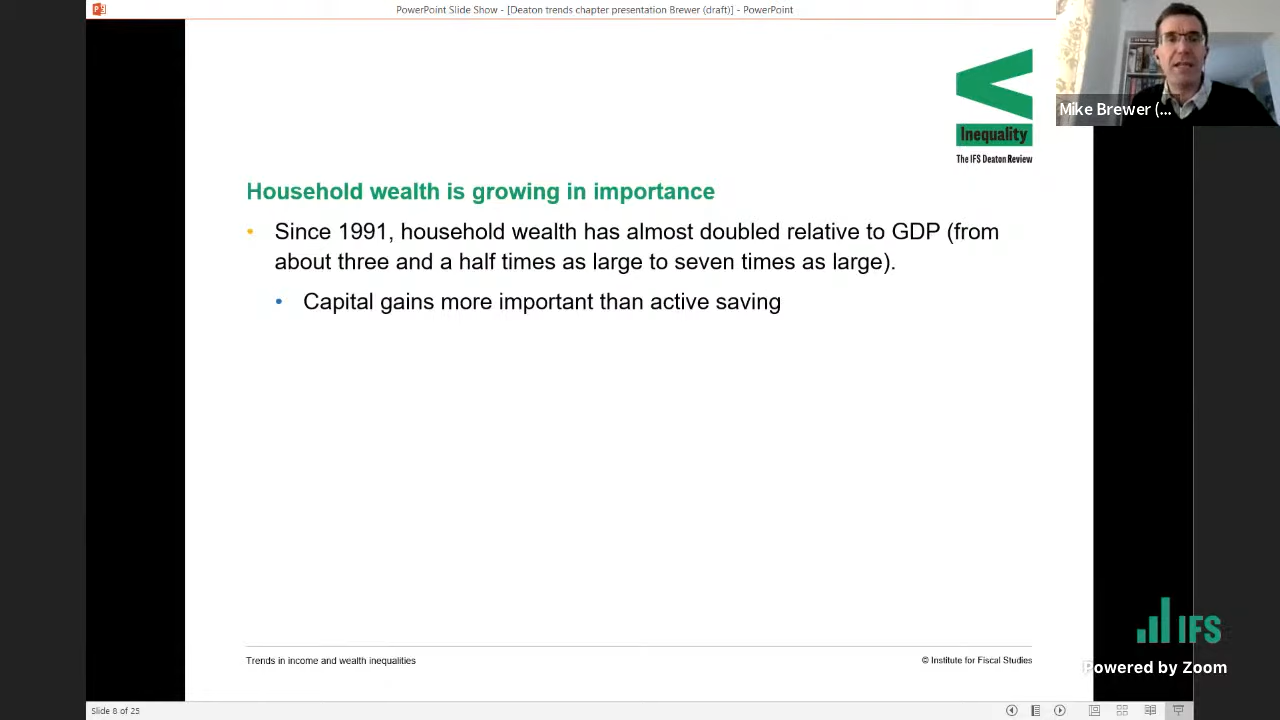 PowerPoint Slide Show - [Deaton trends chapter presentation Brewer (draft)] - PowerPoint
Mike Brewer (...
Inequality
The IFS Deaton Review
Household wealth is growing in importance
• Since 1991, household wealth has almost doubled relative to GDP (from
about three and a half times as large to seven times as large).
• Capital gains more important than active saving
IFS
Powered by Zoom
Trends in income and wealth inequalities
© Institute for Fiscal Studies
Slide 8 of 25